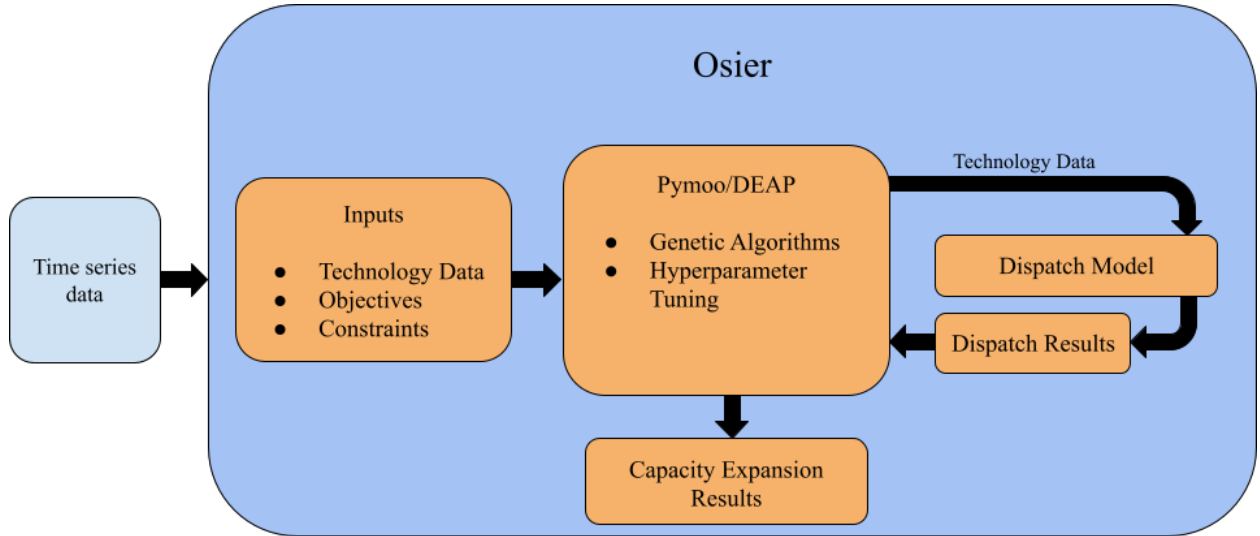 Osier
Time series
data
Inputs
● Technology Data
● Objectives
● Constraints
Pymoo/DEAP
● Genetic Algorithms
● Hyperparameter
Tuning
Technology Data
Dispatch Model
Dispatch Results
Capacity Expansion
Results